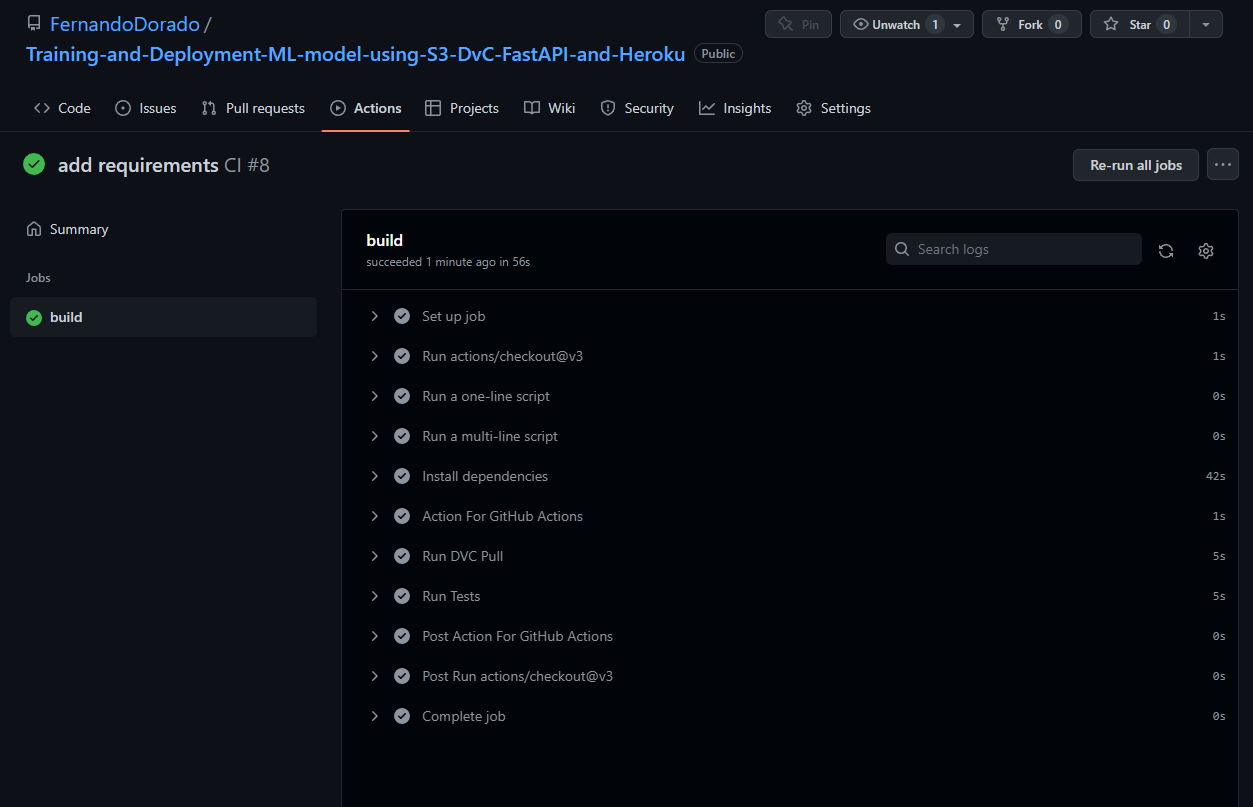 FernandoDorado /
Pin
Unwatch 1
Fork 0
Star 0
Training-and-Deployment-ML-model-using-S3-DvC-FastAPI-and-Heroku Public
Code Issues Pull requests Actions Projects Wiki Security Insights Settings
add requirements CI #8
Re-run all jobs
Summary
Jobs
build
build
succeeded 1 minute ago in 56s
Search logs
Set up job 1s
Run actions/checkout@v3 1s
Run a one-line script 0s
Run a multi-line script 0s
Install dependencies 42s
Action For GitHub Actions 1s
Run DVC Pull 5s
Run Tests 5s
Post Action For GitHub Actions 0s
Post Run actions/checkout@v3 0s
Complete job 0s